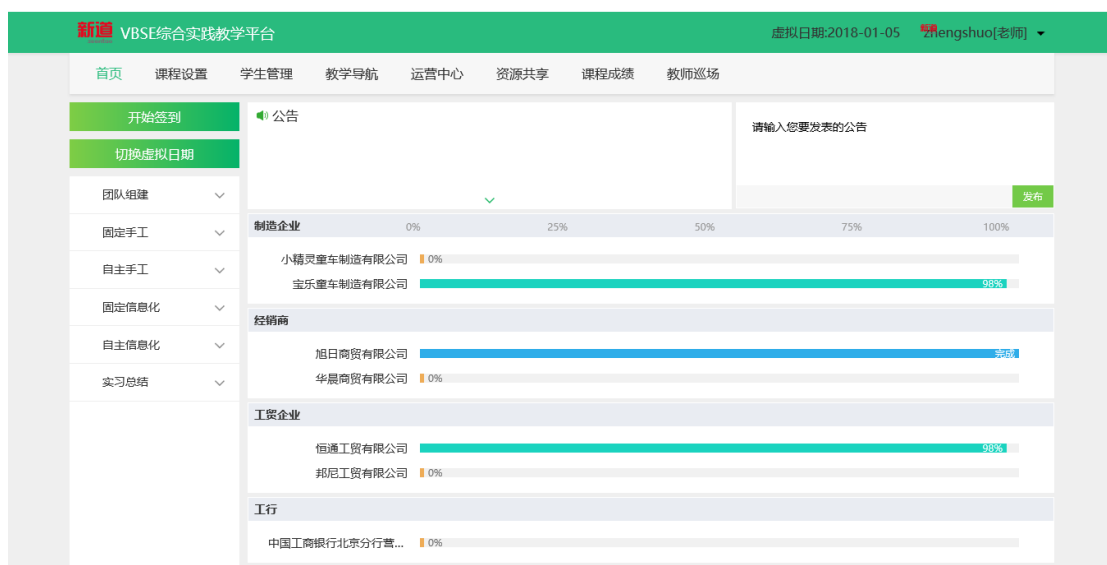 新道 VBSE综合实践教学平台
虚拟日期:2018-01-05
zhengshuo[老师]
首页 课程设置 学生管理 教学导航 运营中心 资源共享 课程成绩 教师巡场
开始签到
切换虚拟日期
团队组建
固定手工
自主手工
固定信息化
自主信息化
实习总结
公告
请输入您要发表的公告
发布
制造企业 0% 25% 50% 75% 100%
小精灵童车制造有限公司 0%
宝乐童车制造有限公司 98%
经销商
旭日商贸有限公司 完成
华晨商贸有限公司 0%
工贸企业
恒通工贸有限公司 98%
邦尼工贸有限公司 0%
工行
中国工商银行北京分行营... 0%